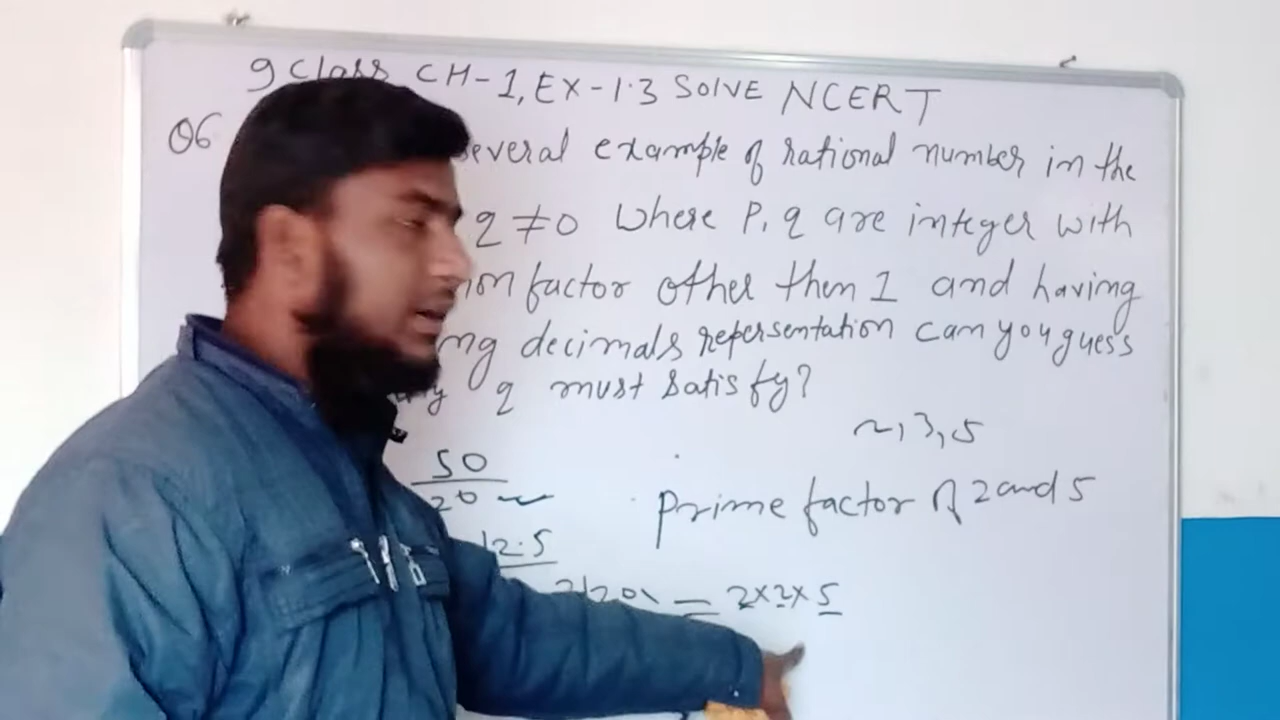 9 class CH-1, EX-1.3 SOLVE NCERT
Q6 several example of rational number in the
q ≠ 0 where P, q are integer with
factor other then 1 and having
decimals repersentation can you guess
q must satisfy?
2, 3, 5
50
20
Prime factor of 2 and 5
12.5
= 2×2×5